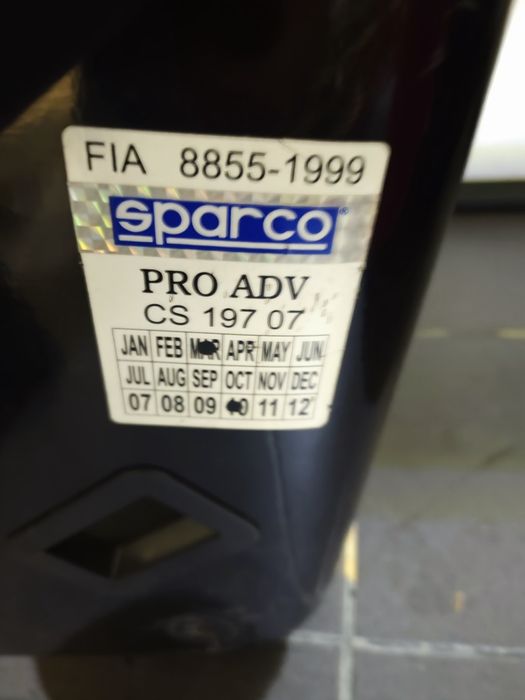 FIA 8855-1999
sparco®
PRO ADV
CS 197 07
JAN FEB MAR APR MAY JUN
JUL AUG SEP OCT NOV DEC
07 08 09 10 11 12